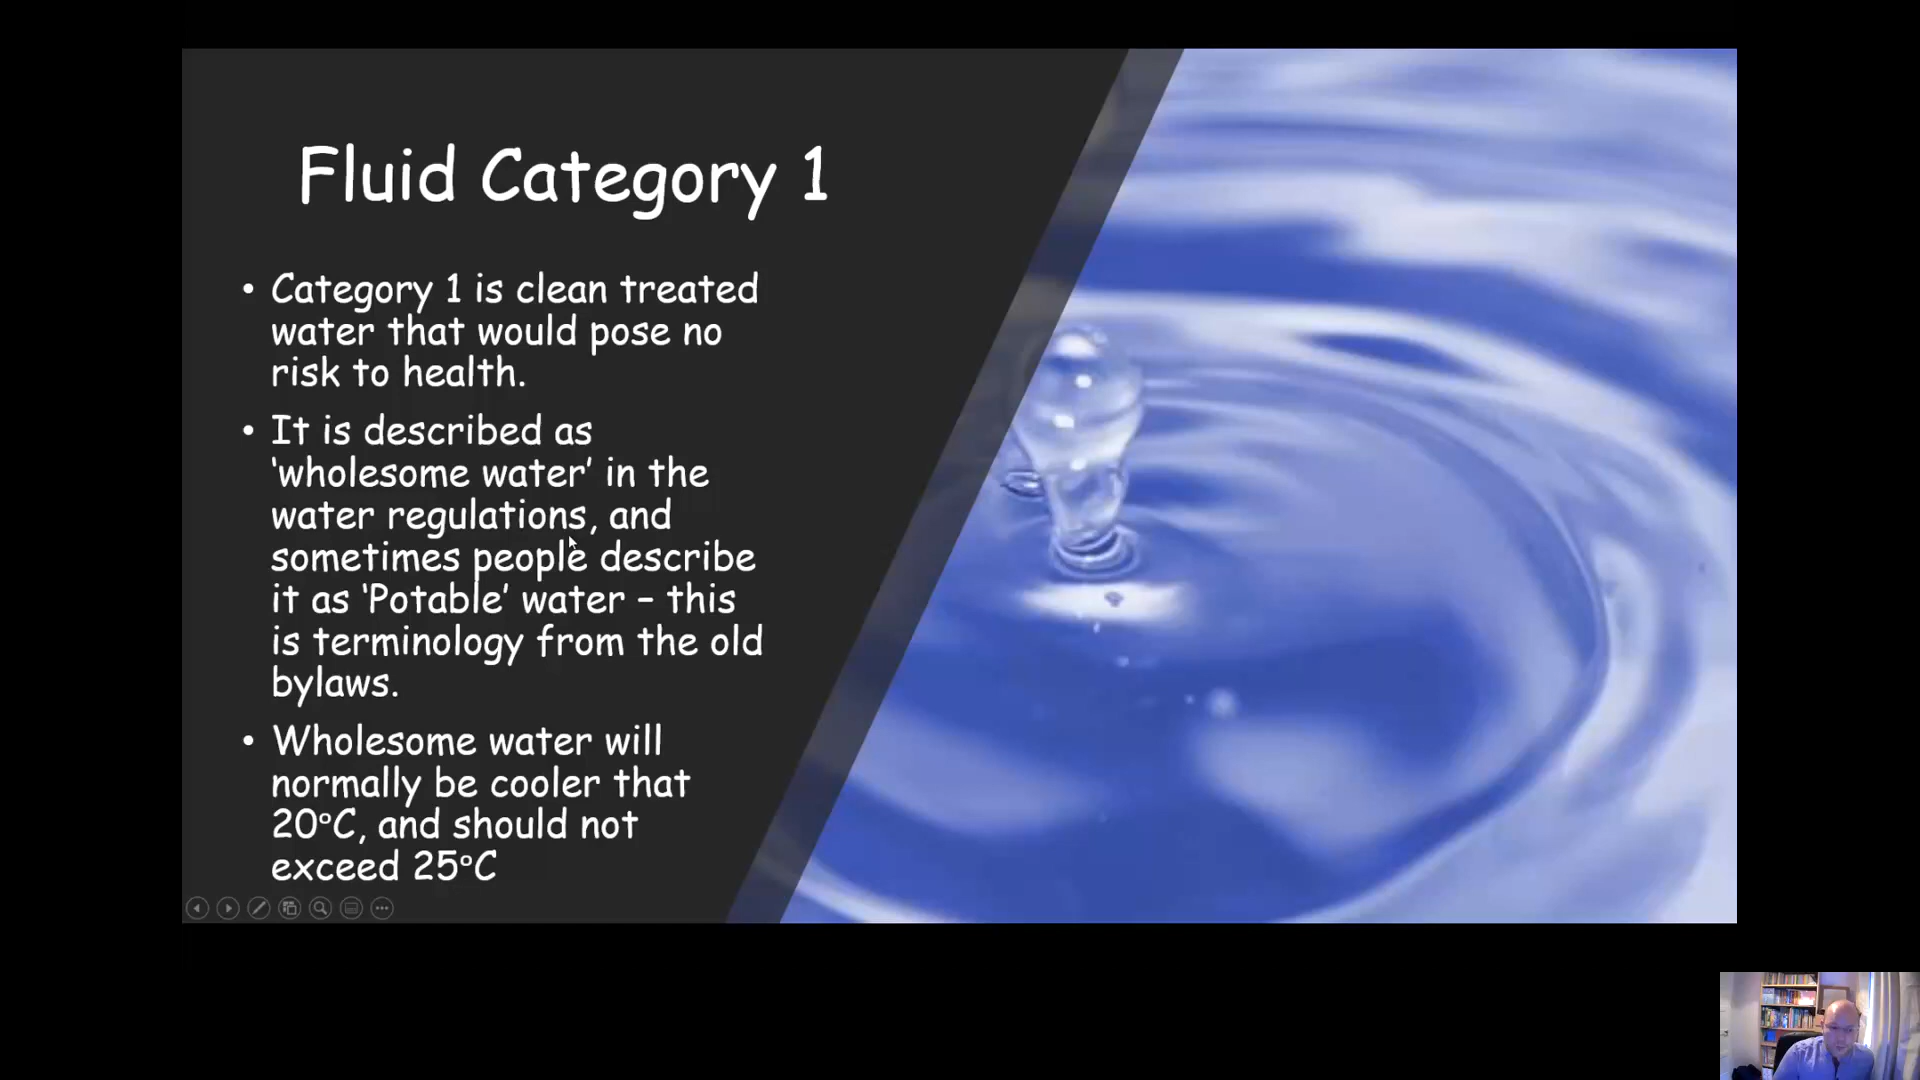 Fluid Category 1
• Category 1 is clean treated
water that would pose no
risk to health.
• It is described as
‘wholesome water’ in the
water regulations, and
sometimes people describe
it as ‘Potable’ water – this
is terminology from the old
bylaws.
• Wholesome water will
normally be cooler that
20°C, and should not
exceed 25°C